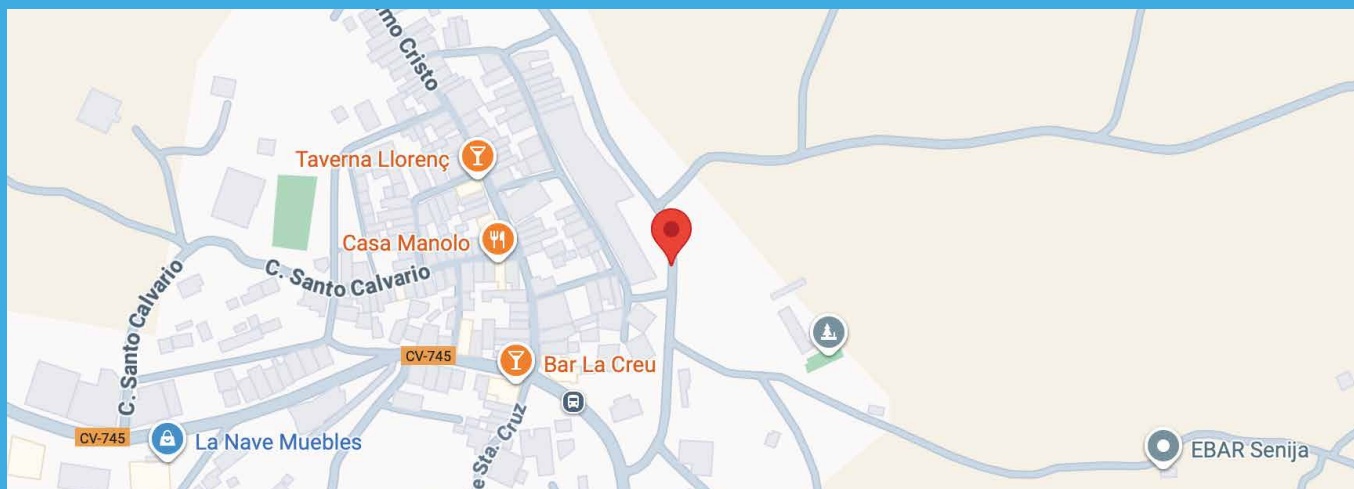 mo Cristo
Taverna Llorenç
Casa Manolo
C. Santo Calvario
C. Santo Calvario
CV-745
Bar La Creu
CV-745
La Nave Muebles
e Sta. Cruz
EBAR Senija